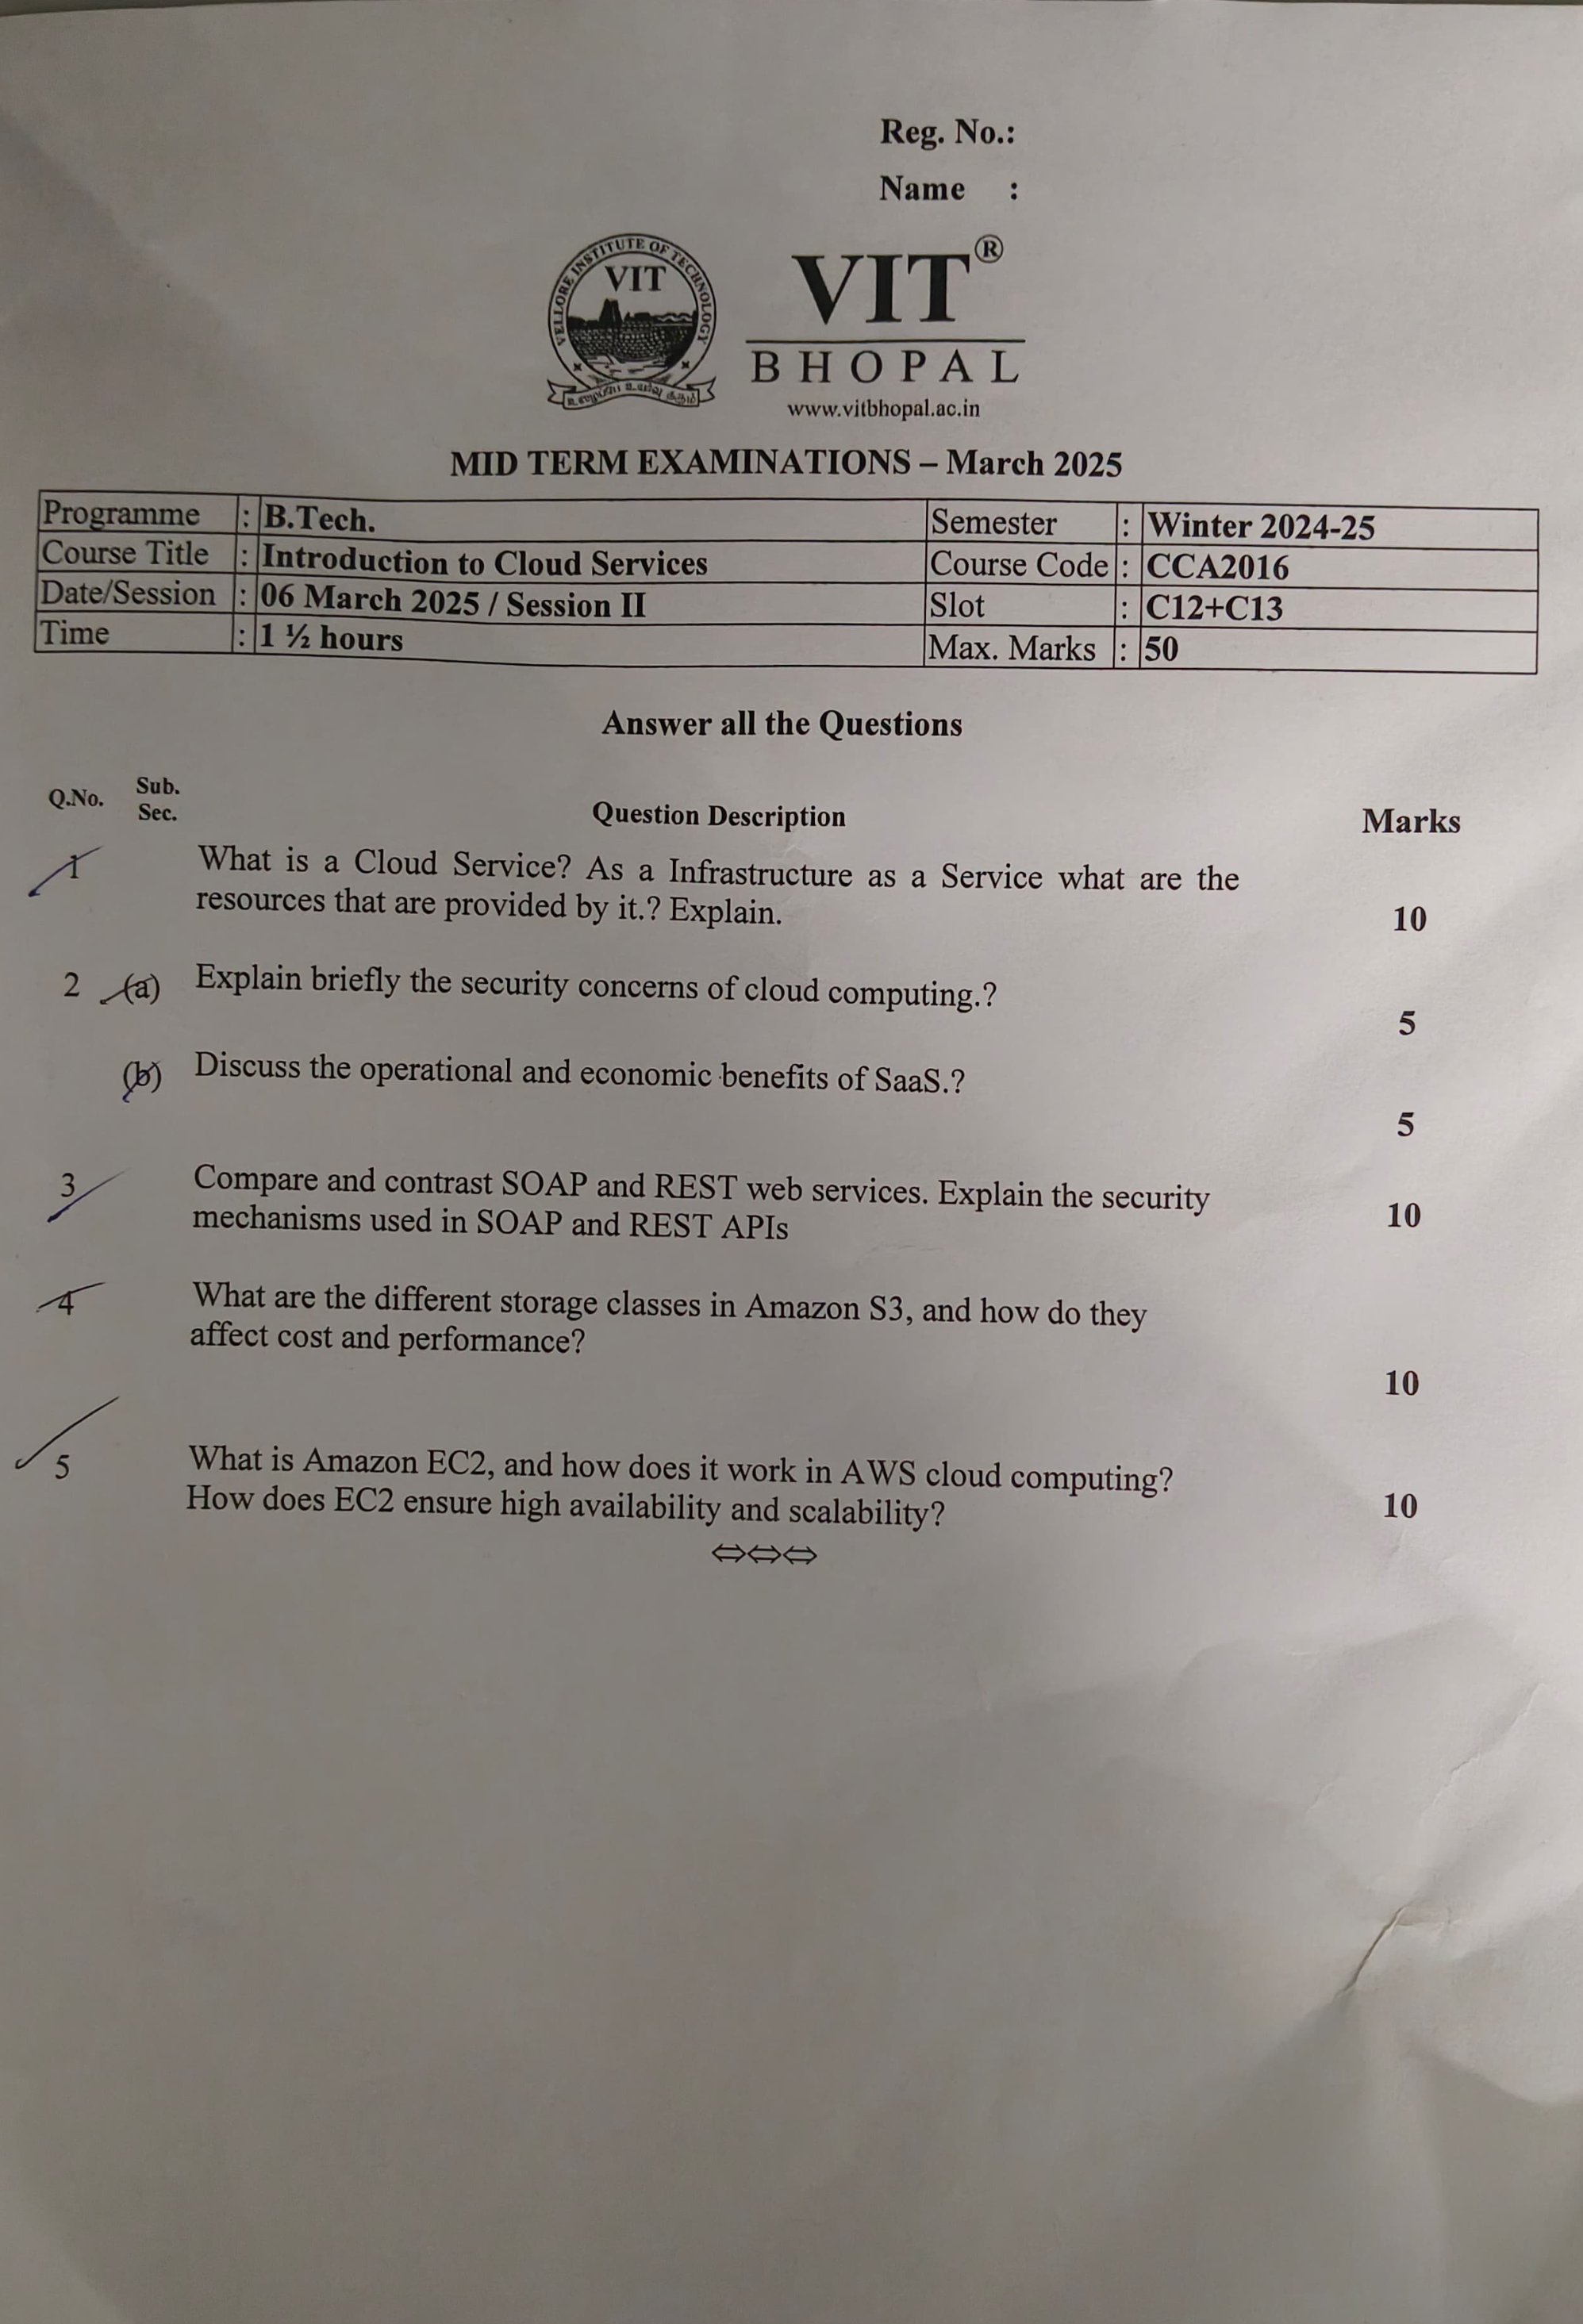 Reg. No.:
Name :
VELLORE INSTITUTE OF TECHNOLOGY
VIT
VIT®
BHOPAL
www.vitbhopal.ac.in
MID TERM EXAMINATIONS – March 2025
Programme : B.Tech. Semester : Winter 2024-25
Course Title : Introduction to Cloud Services Course Code : CCA2016
Date/Session : 06 March 2025 / Session II Slot : C12+C13
Time : 1 ½ hours Max. Marks : 50
Answer all the Questions
Q.No. Sub. Sec. Question Description Marks
1 What is a Cloud Service? As a Infrastructure as a Service what are the
resources that are provided by it.? Explain. 10
2 (a) Explain briefly the security concerns of cloud computing.?
5
(b) Discuss the operational and economic benefits of SaaS.?
5
3 Compare and contrast SOAP and REST web services. Explain the security
mechanisms used in SOAP and REST APIs 10
4 What are the different storage classes in Amazon S3, and how do they
affect cost and performance?
10
5 What is Amazon EC2, and how does it work in AWS cloud computing?
How does EC2 ensure high availability and scalability? 10
⇔⇔⇔